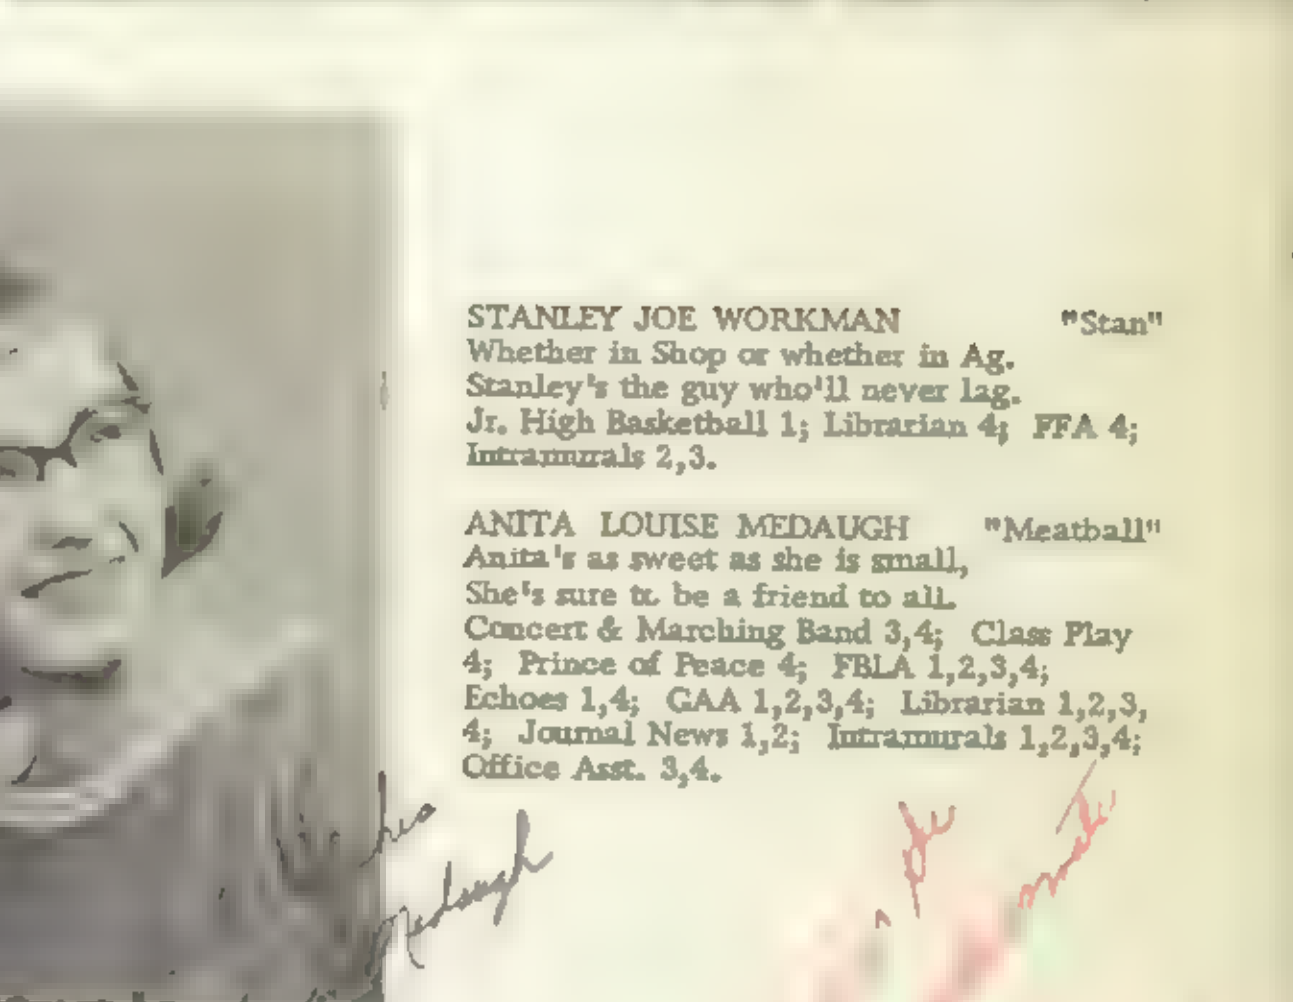 STANLEY JOE WORKMAN "Stan"
Whether in Shop or whether in Ag.
Stanley's the guy who'll never lag.
Jr. High Basketball 1; Librarian 4; FFA 4;
Intramurals 2,3.
ANITA LOUISE MEDAUGH "Meatball"
Anita's as sweet as she is small,
She's sure to be a friend to all.
Concert & Marching Band 3,4; Class Play
4; Prince of Peace 4; FBLA 1,2,3,4;
Echoes 1,4; GAA 1,2,3,4; Librarian 1,2,3,
4; Journal News 1,2; Intramurals 1,2,3,4;
Office Asst. 3,4.
Medaugh